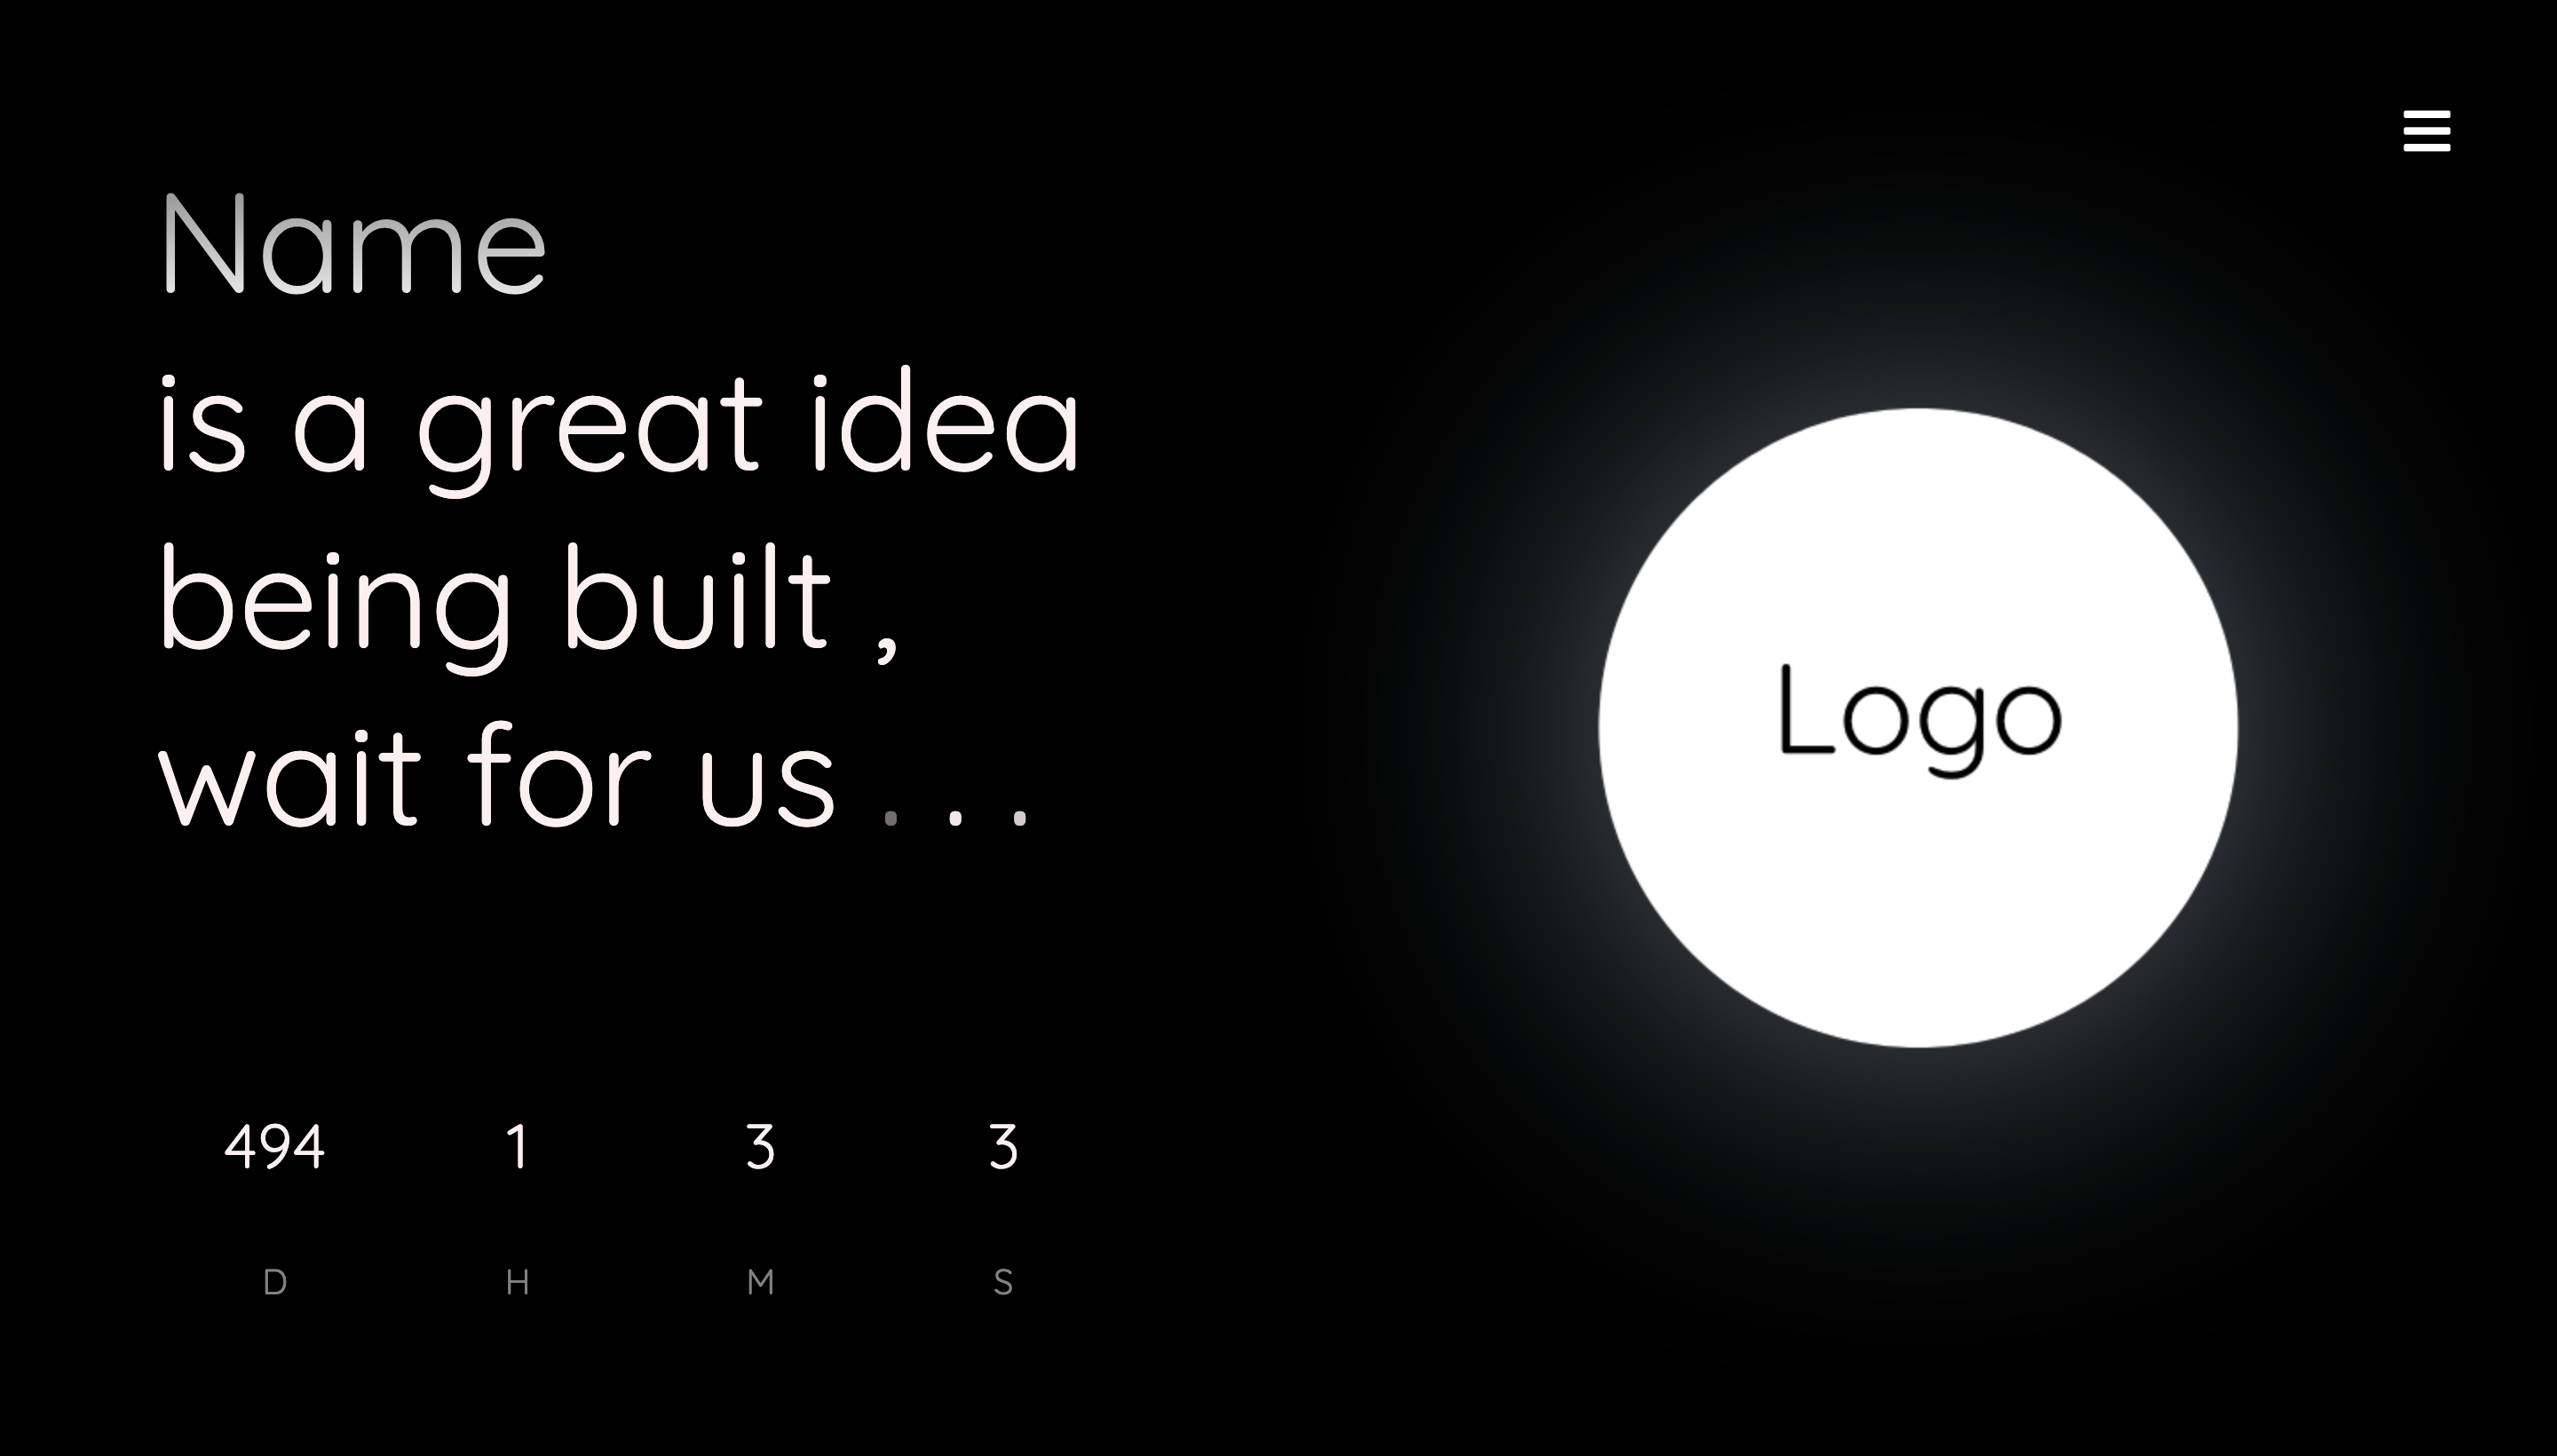 Name
is a great idea
being built ,
wait for us . . .
Logo
494 1 3 3
D H M S